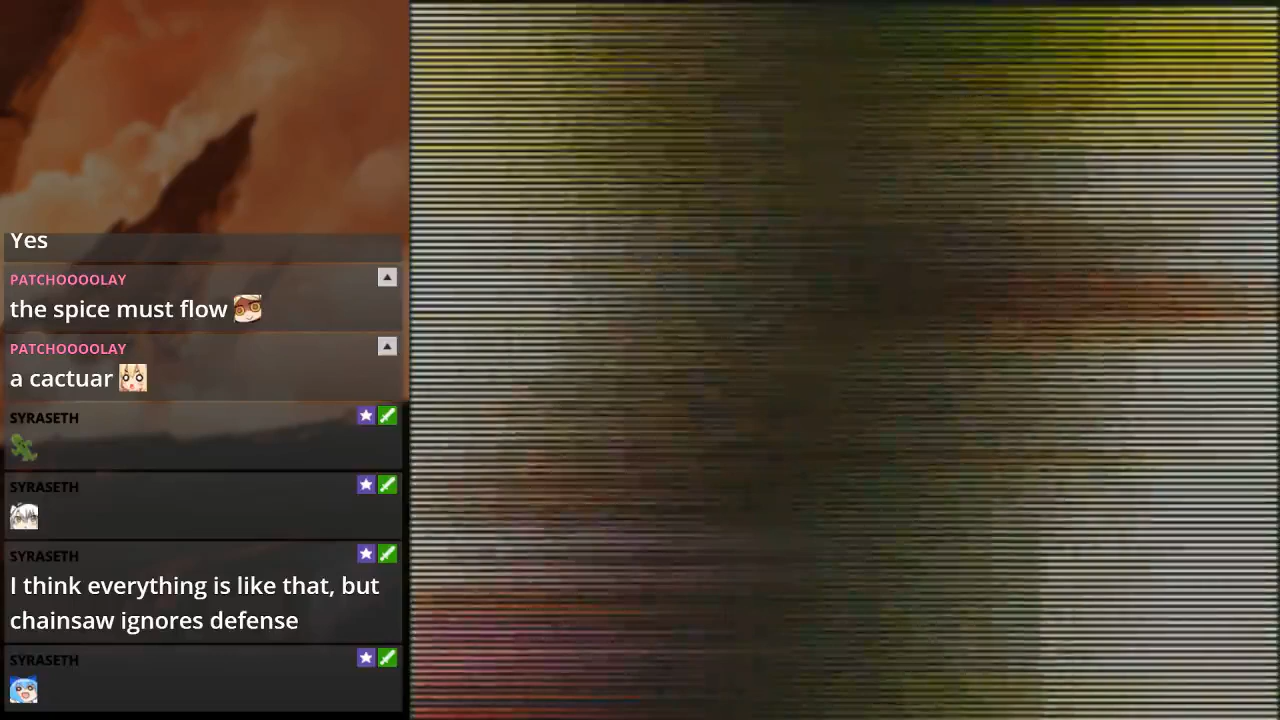 Yes
PATCHOOOOLAY
the spice must flow
PATCHOOOOLAY
a cactuar
SYRASETH
SYRASETH
SYRASETH
I think everything is like that, but
chainsaw ignores defense
SYRASETH